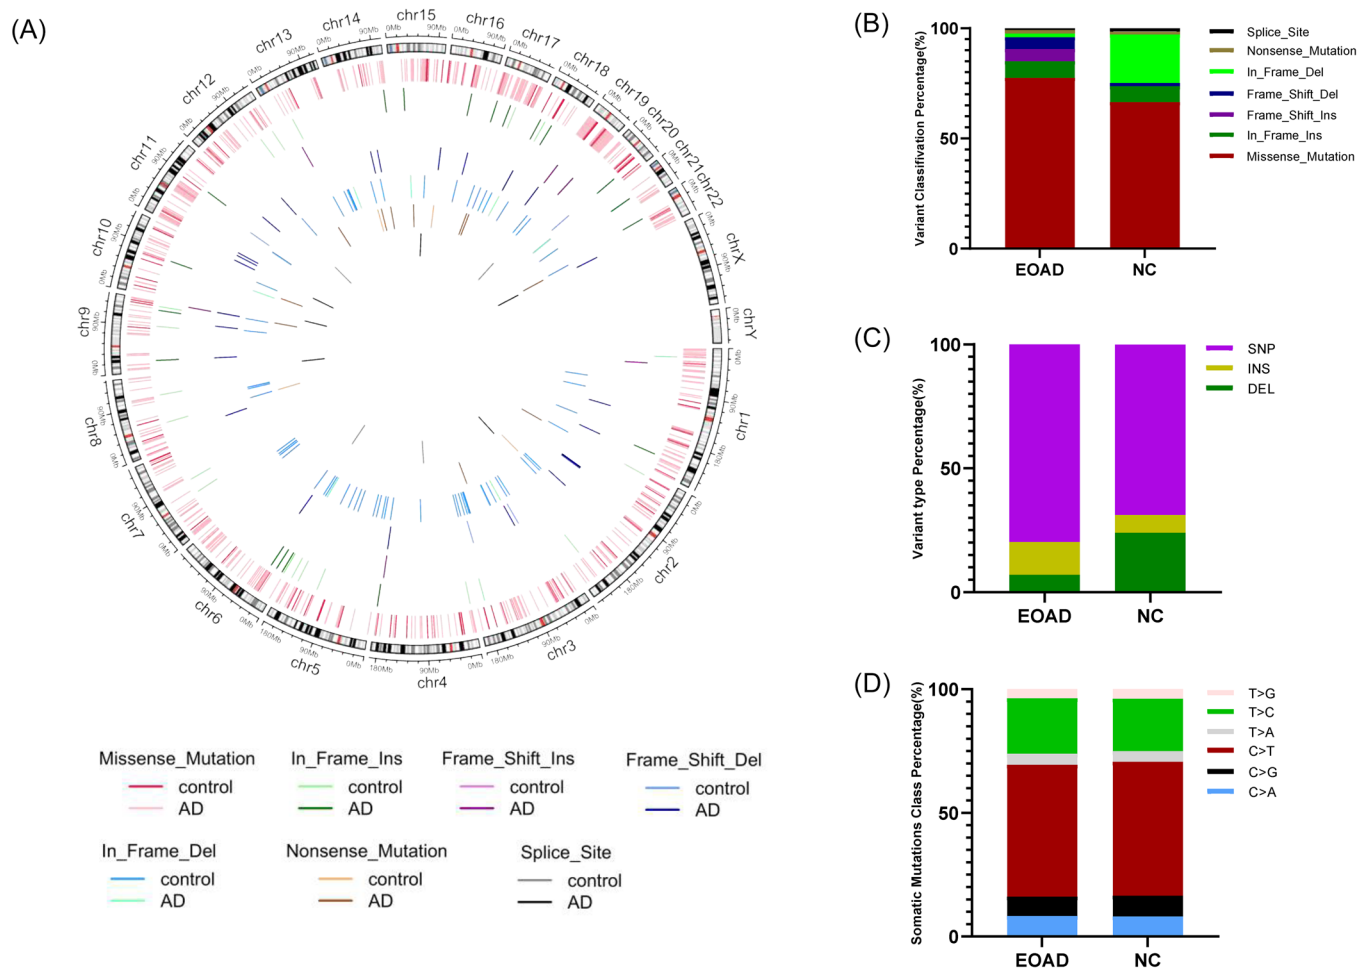 (A)
chr13
chr14
chr15
chr16
chr17
chr18
chr19
chr20
chr21
chr22
chrX
chrY
chr1
chr2
chr3
chr4
chr5
chr6
chr7
chr8
chr9
chr10
chr11
chr12
0Mb
90Mb
180Mb
Missense_Mutation
control
AD
In_Frame_Ins
control
AD
Frame_Shift_Ins
control
AD
Frame_Shift_Del
control
AD
In_Frame_Del
control
AD
Nonsense_Mutation
control
AD
Splice_Site
control
AD
(B)
Variant Classifivation Percentage(%)
100
50
0
EOAD
NC
Splice_Site
Nonsense_Mutation
In_Frame_Del
Frame_Shift_Del
Frame_Shift_Ins
In_Frame_Ins
Missense_Mutation
(C)
Variant type Percentage(%)
100
50
0
EOAD
NC
SNP
INS
DEL
(D)
Somatic Mutations Class Percentage(%)
100
50
0
EOAD
NC
T>G
T>C
T>A
C>T
C>G
C>A